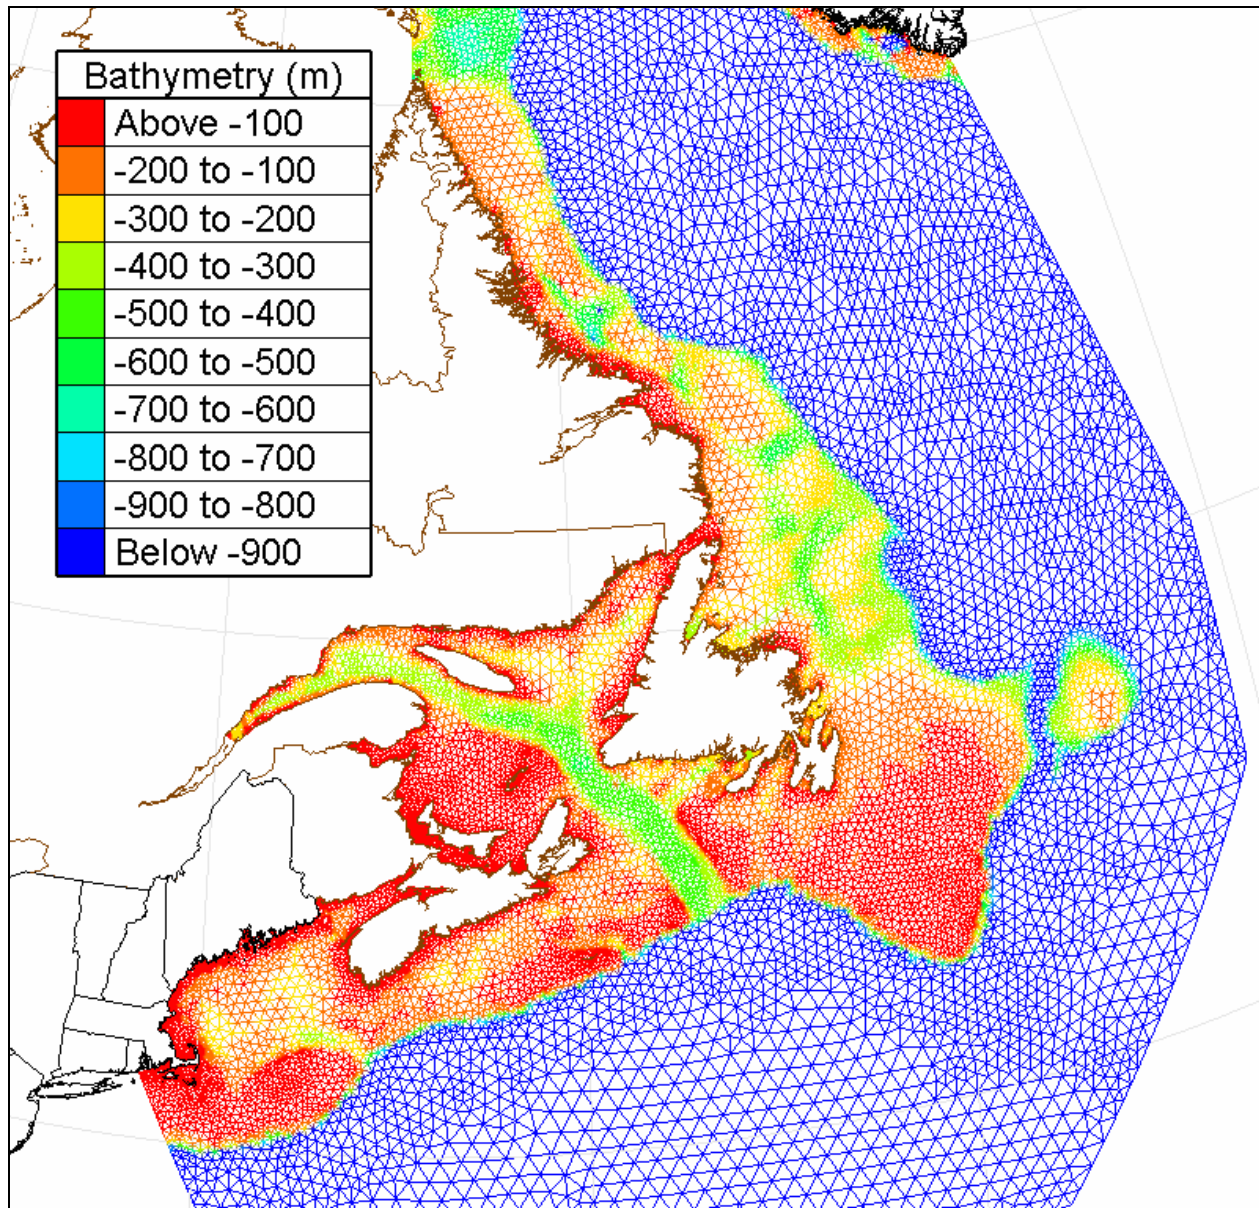 Bathymetry (m)
Above -100
-200 to -100
-300 to -200
-400 to -300
-500 to -400
-600 to -500
-700 to -600
-800 to -700
-900 to -800
Below -900